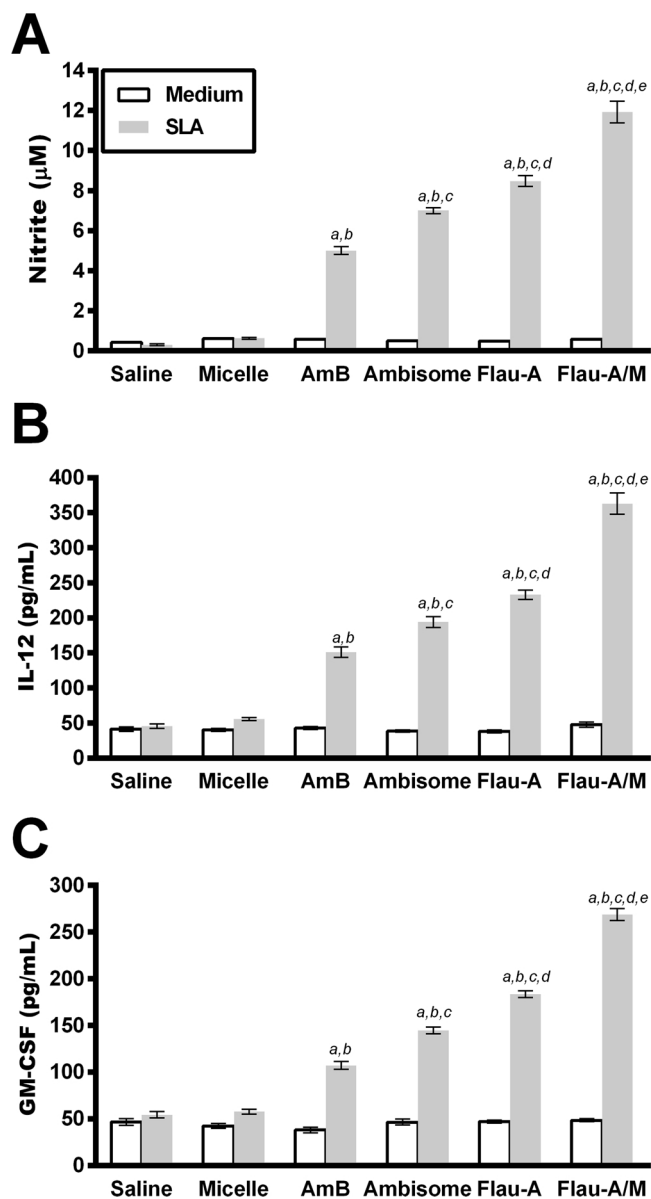 A
Nitrite (μM)
14
12
10
8
6
4
2
0
Medium
SLA
a,b
a,b,c
a,b,c,d
a,b,c,d,e
Saline Micelle AmB Ambisome Flau-A Flau-A/M
B
IL-12 (pg/mL)
400
350
300
250
200
150
100
50
0
a,b
a,b,c
a,b,c,d
a,b,c,d,e
Saline Micelle AmB Ambisome Flau-A Flau-A/M
C
GM-CSF (pg/mL)
300
250
200
150
100
50
0
a,b
a,b,c
a,b,c,d
a,b,c,d,e
Saline Micelle AmB Ambisome Flau-A Flau-A/M